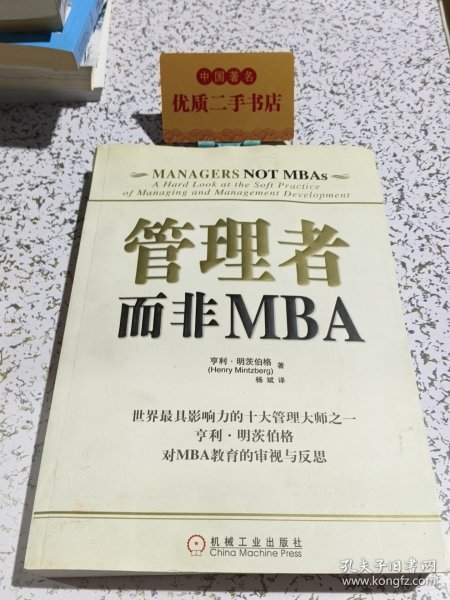 中国著名
优质二手书店
MANAGERS NOT MBAs
A Hard Look at the Soft Practice
of Managing and Management Development
管理者
而非MBA
亨利·明茨伯格 著
(Henry Mintzberg)
杨斌 译
世界最具影响力的十大管理大师之一
亨利·明茨伯格
对MBA教育的审视与反思
机械工业出版社
China Machine Press
孔夫子旧书网
www.kongfz.com